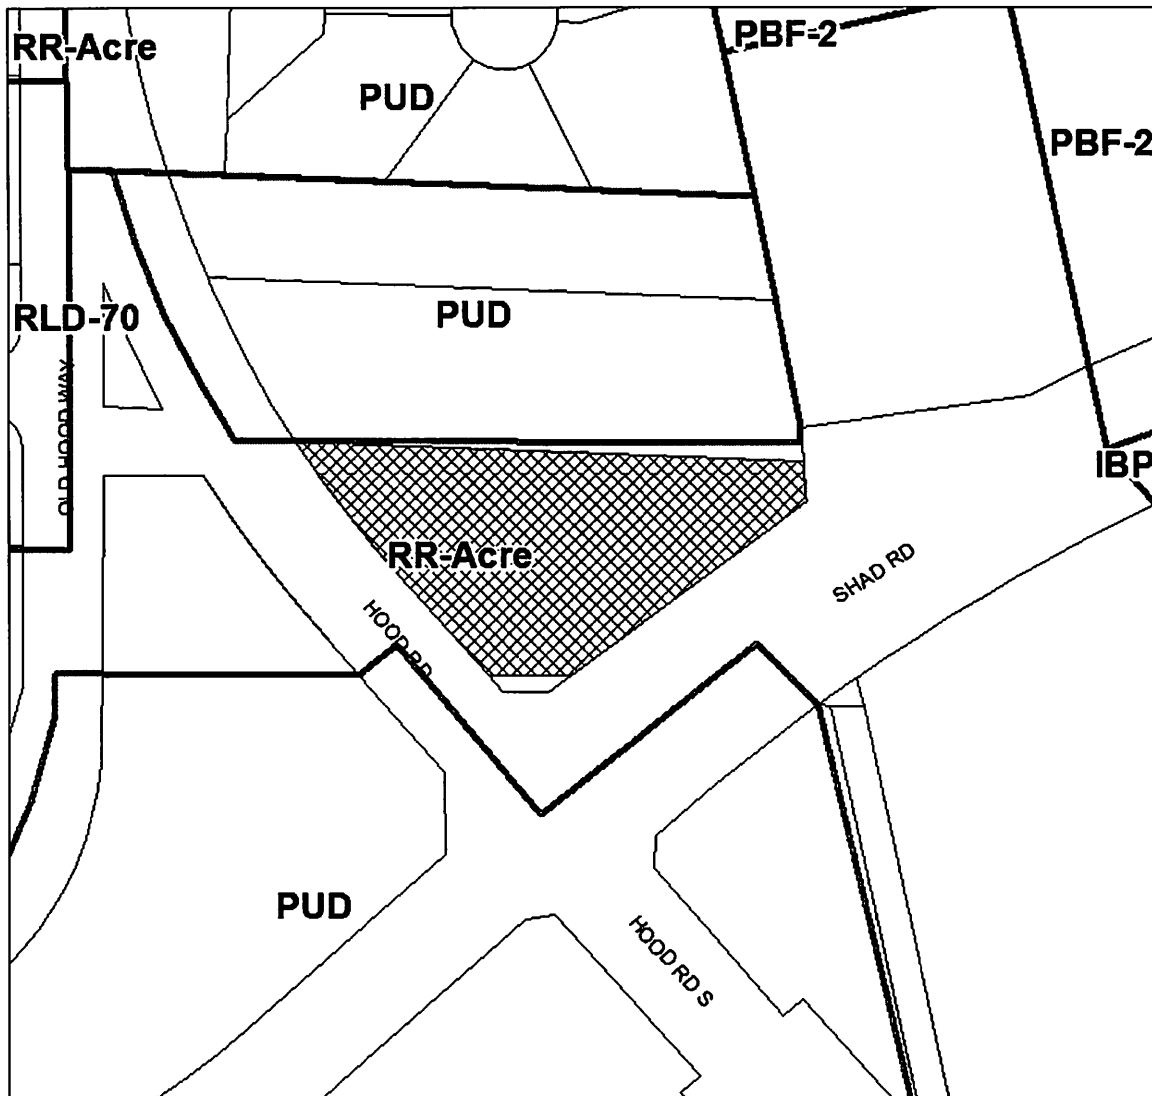 RR-Acre
PBF-2
PUD
PBF-2
RLD-70
PUD
OLD HOOD WAY
IBP
RR-Acre
SHAD RD
HOOD RD
PUD
HOOD RD S